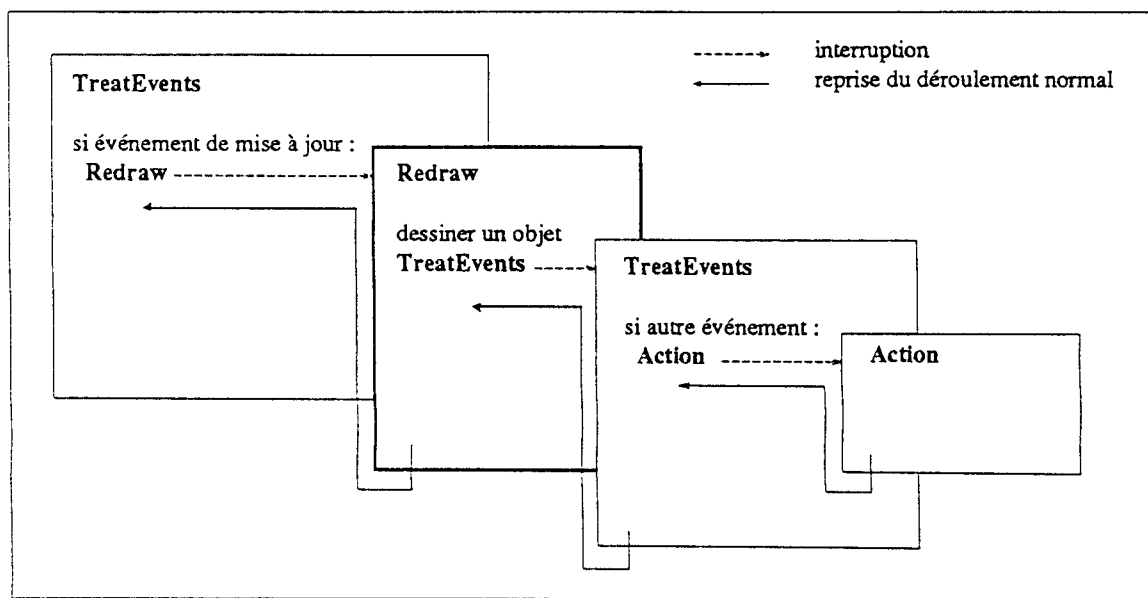 interruption
reprise du déroulement normal
TreatEvents
si événement de mise à jour :
Redraw
Redraw
dessiner un objet
TreatEvents
TreatEvents
si autre événement :
Action
Action